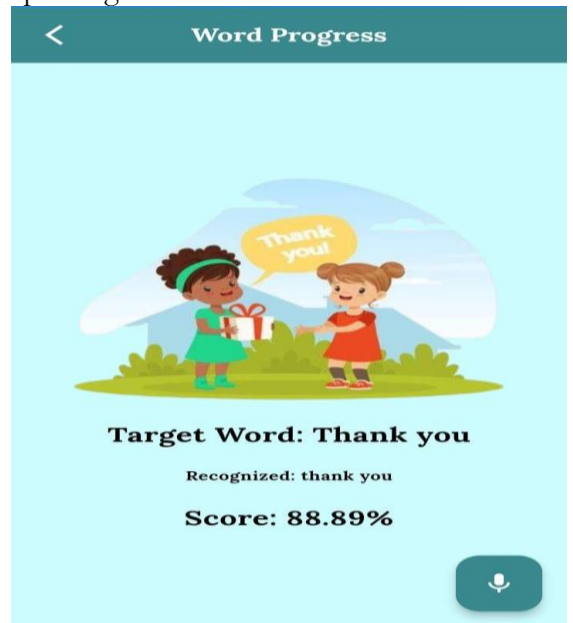 Word Progress
Thank
you!
Target Word: Thank you
Recognized: thank you
Score: 88.89%